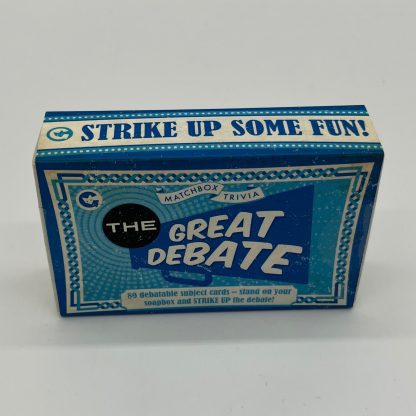 STRIKE UP SOME FUN!
MATCHBOX TRIVIA
THE
GREAT
DEBATE
80 debatable subject cards – stand on your
soapbox and STRIKE UP the debate!